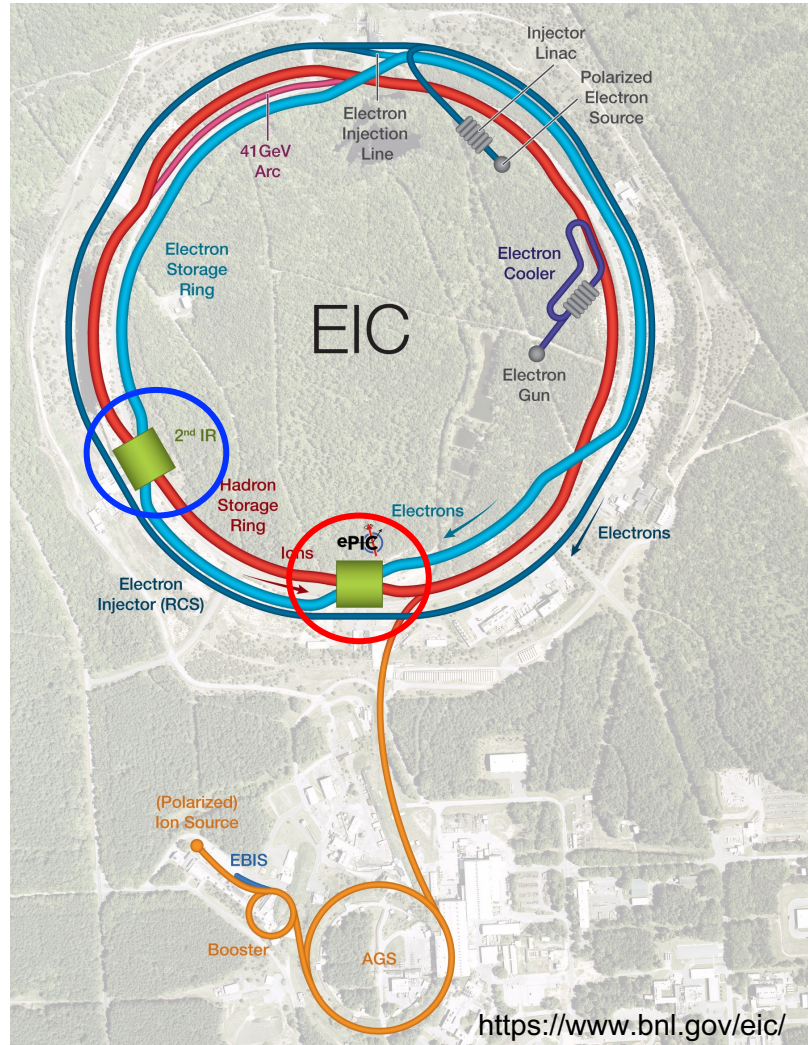 Injector
Linac
Polarized
Electron
Source
Electron
Injection
Line
41GeV
Arc
Electron
Storage
Ring
Electron
Cooler
EIC
Electron
Gun
2nd IR
Hadron
Storage
Ring
Electrons
Electrons
ePIC
Ions
Electron
Injector (RCS)
(Polarized)
Ion Source
EBIS
Booster
AGS
https://www.bnl.gov/eic/